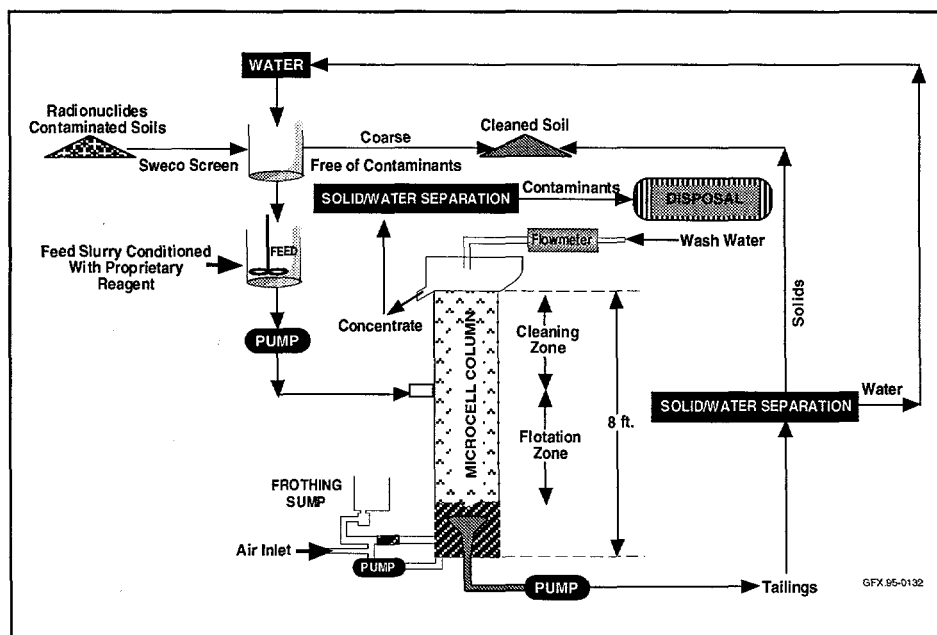 WATER
Radionuclides
Contaminated Soils
Sweco Screen
Coarse
Free of Contaminants
Cleaned Soil
SOLID/WATER SEPARATION
Contaminants
DISPOSAL
Feed Slurry Conditioned
With Proprietary
Reagent
FEED
Flowmeter
Wash Water
Concentrate
PUMP
MICROCELL COLUMN
Cleaning
Zone
Flotation
Zone
8 ft.
Solids
SOLID/WATER SEPARATION
Water
FROTHING
SUMP
Air Inlet
PUMP
PUMP
Tailings
GFX.95-0132